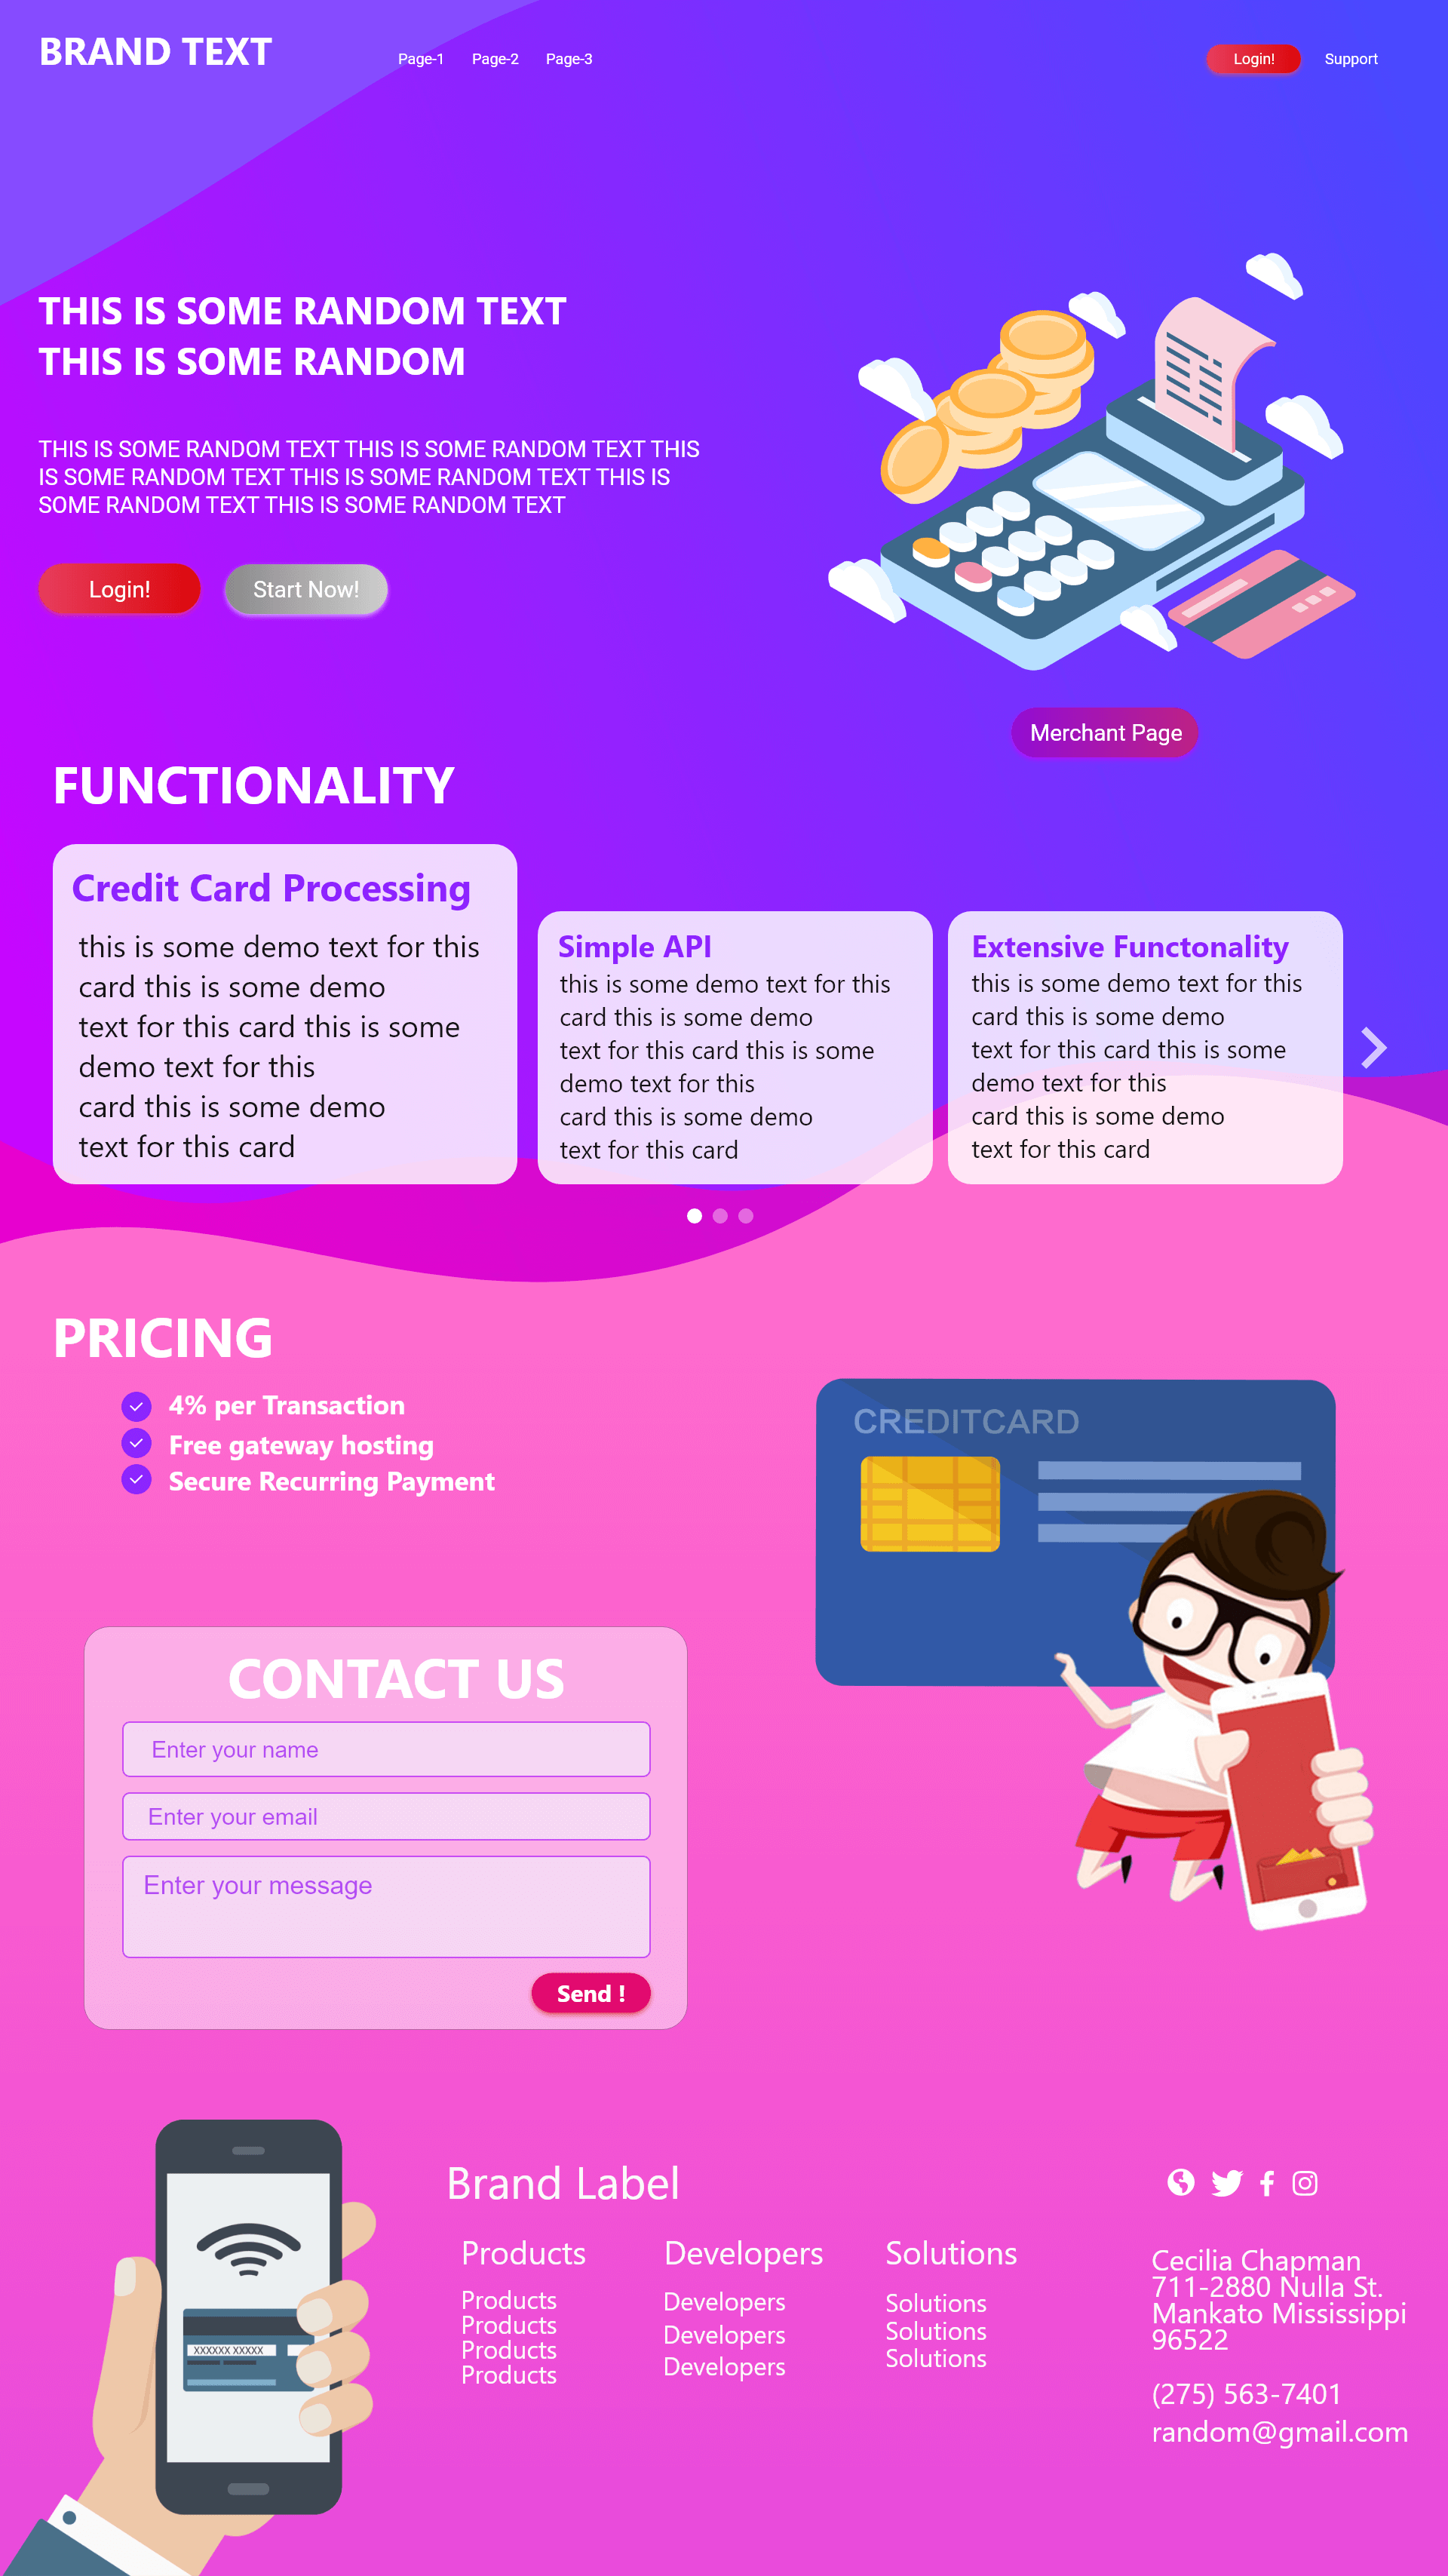 BRAND TEXT
Page-1 Page-2 Page-3
Login! Support
THIS IS SOME RANDOM TEXT
THIS IS SOME RANDOM
THIS IS SOME RANDOM TEXT THIS IS SOME RANDOM TEXT THIS
IS SOME RANDOM TEXT THIS IS SOME RANDOM TEXT THIS IS
SOME RANDOM TEXT THIS IS SOME RANDOM TEXT
Login! Start Now!
Merchant Page
FUNCTIONALITY
Credit Card Processing
this is some demo text for this
card this is some demo
text for this card this is some
demo text for this
card this is some demo
text for this card
Simple API
this is some demo text for this
card this is some demo
text for this card this is some
demo text for this
card this is some demo
text for this card
Extensive Functonality
this is some demo text for this
card this is some demo
text for this card this is some
demo text for this
card this is some demo
text for this card
PRICING
4% per Transaction
Free gateway hosting
Secure Recurring Payment
CREDITCARD
CONTACT US
Enter your name
Enter your email
Enter your message
Send !
XXXXXX XXXXX
Brand Label
Products
Products
Products
Products
Products
Developers
Developers
Developers
Developers
Solutions
Solutions
Solutions
Solutions
Cecilia Chapman
711-2880 Nulla St.
Mankato Mississippi
96522
(275) 563-7401
random@gmail.com